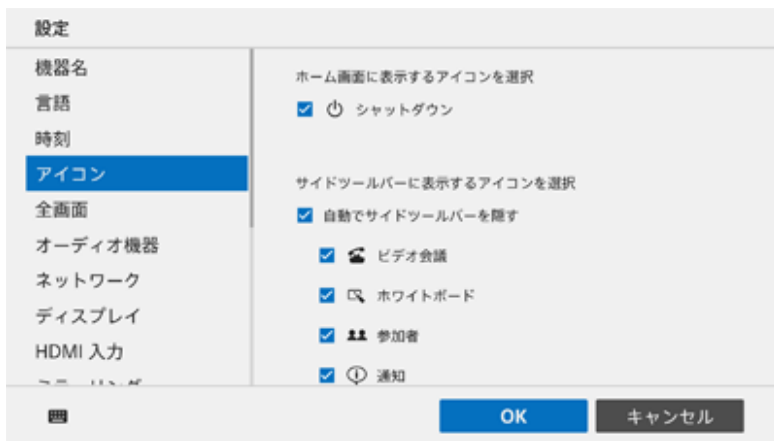 設定
機器名
言語
時刻
アイコン
全画面
オーディオ機器
ネットワーク
ディスプレイ
HDMI 入力
ホーム画面に表示するアイコンを選択
シャットダウン
サイドツールバーに表示するアイコンを選択
自動でサイドツールバーを隠す
ビデオ会議
ホワイトボード
参加者
通知
OK
キャンセル